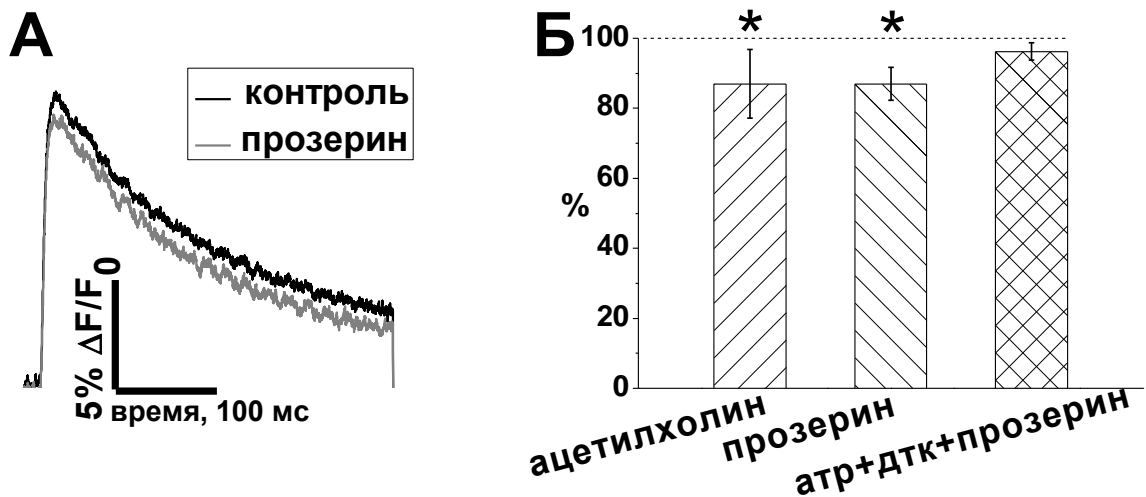 А
контроль
прозерин
5% ΔF/F0
время, 100 мс
Б
100
80
60
40
20
0
%
*
*
ацетилхолин
прозерин
атр+дтк+прозерин